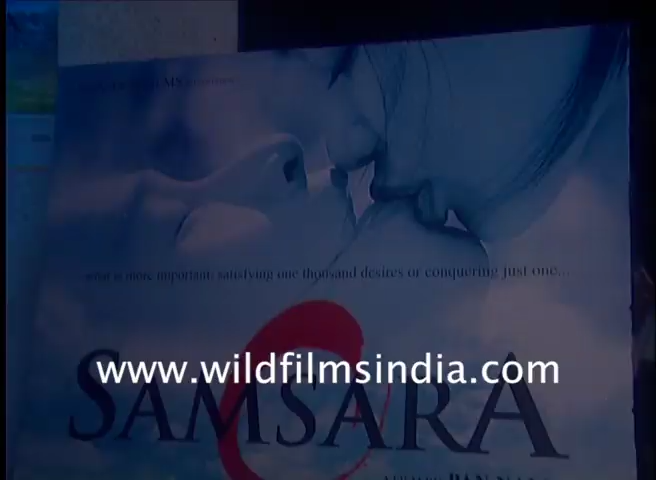 what is more important: satisfying one thousand desires or conquering just one...
www.wildfilmsindia.com
SAMSARA